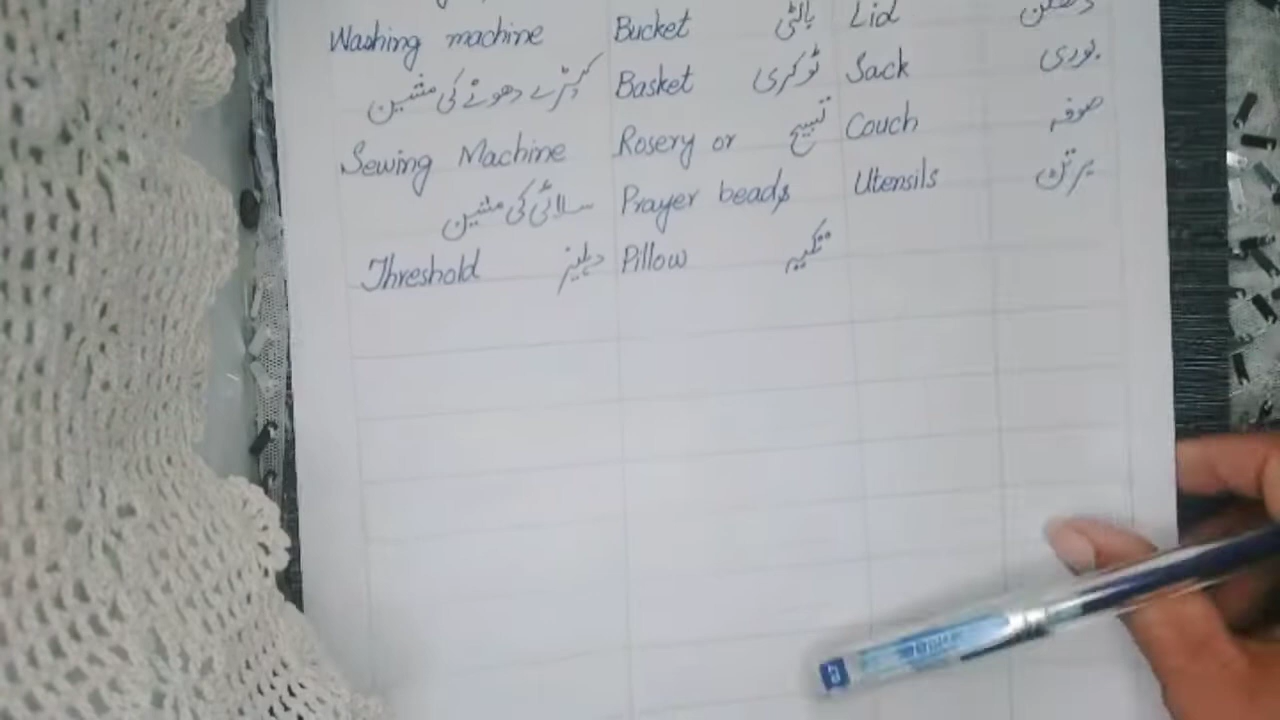 Washing machine
کپڑے دھونے کی مشین
Sewing Machine
سلائی کی مشین
Threshold دہلیز
Bucket بالٹی
Basket ٹوکری
Rosery or تسبیح
Prayer beads
Pillow تکیہ
Lid ڈھکن
Sack بوری
Couch صوفہ
Utensils برتن